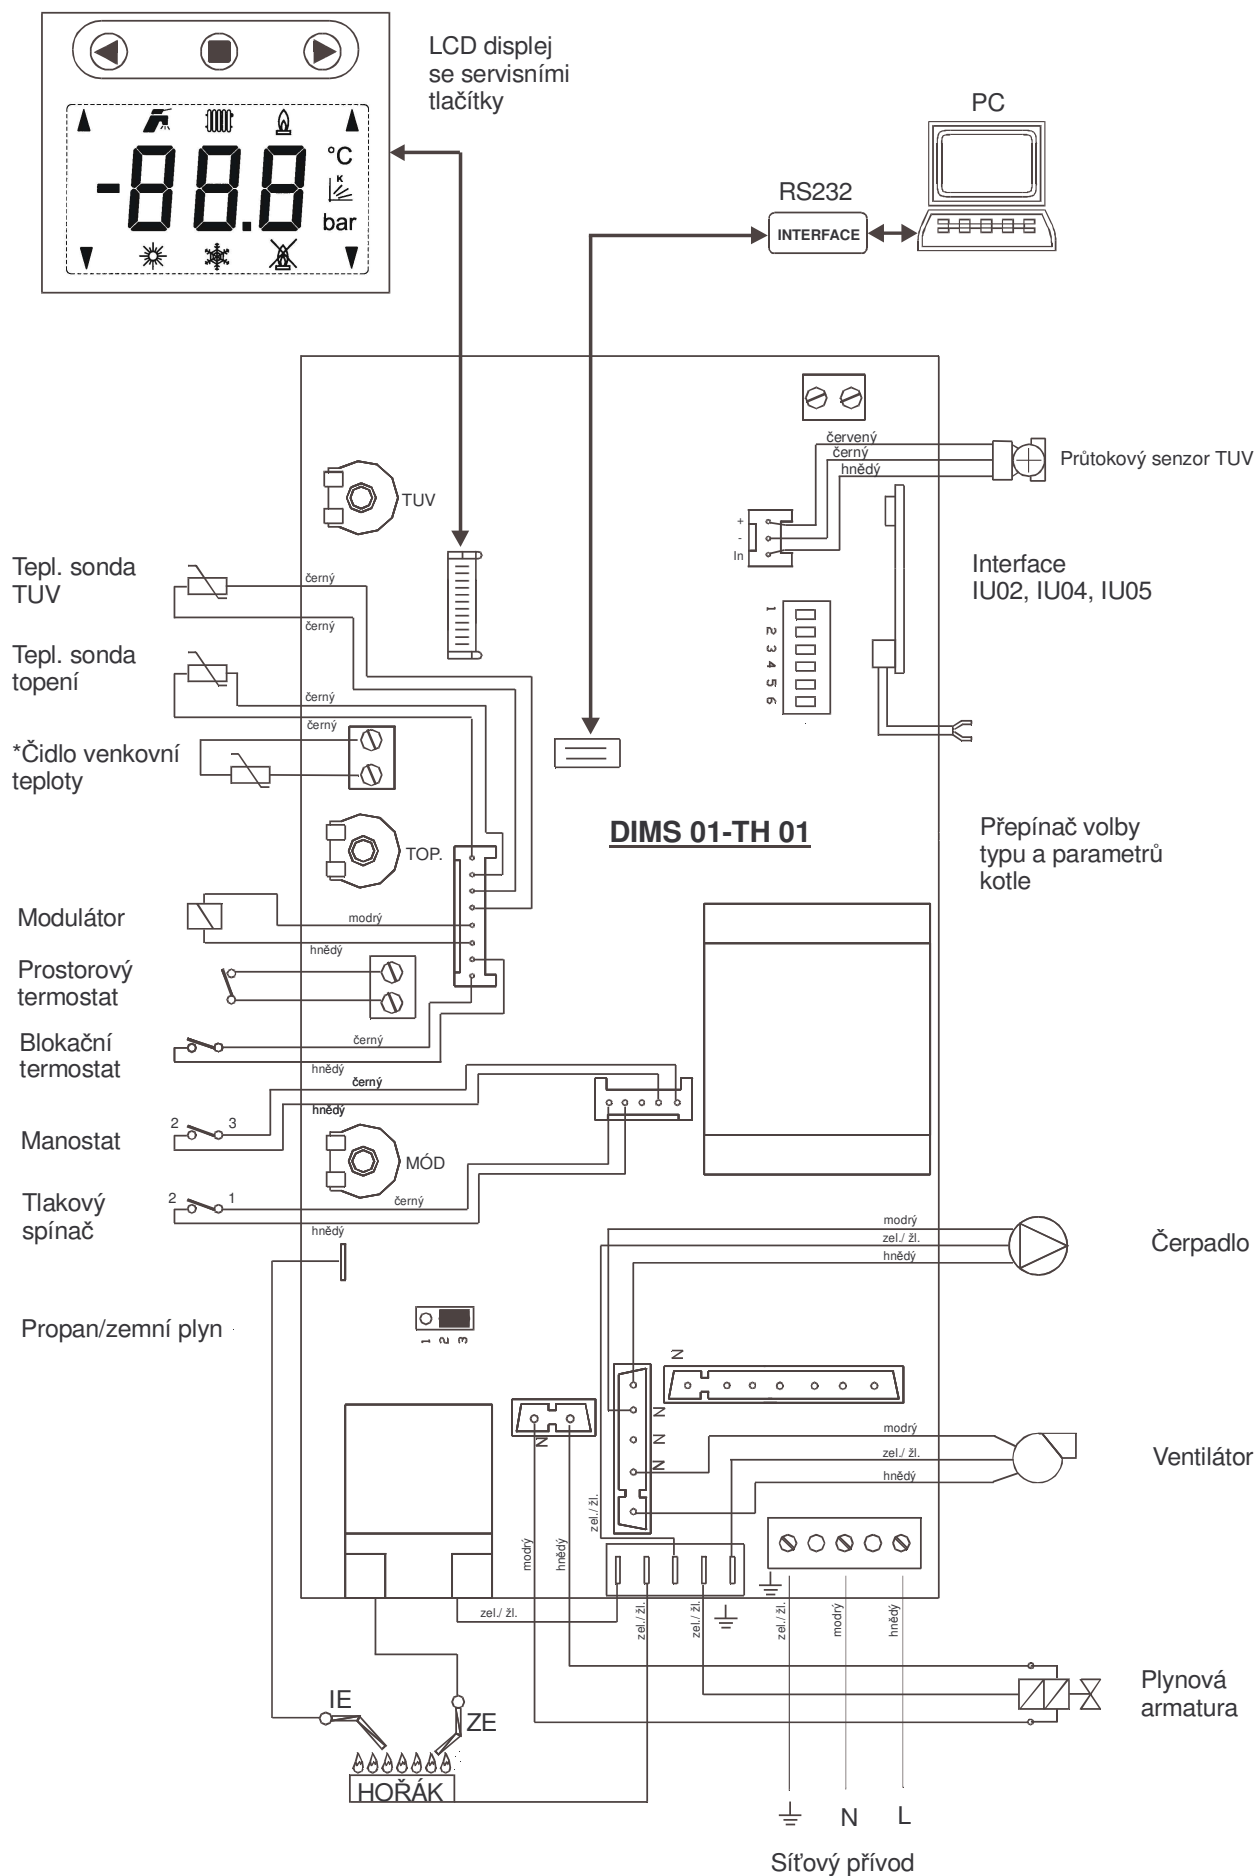 LCD displej
se servisními
tlačítky
-88.8
°C
K
bar
PC
RS232
INTERFACE
červený
černý
hnědý
Průtokový senzor TUV
TUV
+
-
In
Interface
IU02, IU04, IU05
1
2
3
4
5
6
Tepl. sonda
TUV
černý
černý
Tepl. sonda
topení
černý
černý
*Čidlo venkovní
teploty
DIMS 01-TH 01
Přepínač volby
typu a parametrů
kotle
TOP.
Modulátor
modrý
hnědý
Prostorový
termostat
Blokační
termostat
černý
hnědý
černý
hnědý
Manostat
2
3
MÓD
Tlakový
spínač
2
1
černý
hnědý
modrý
zel./ žl.
hnědý
Čerpadlo
Propan/zemní plyn
1
2
3
N
N
N
N
N
modrý
zel./ žl.
hnědý
Ventilátor
zel./ žl.
modrý
hnědý
zel./ žl.
zel./ žl.
zel./ žl.
zel./ žl.
modrý
hnědý
IE
ZE
HOŘÁK
Plynová
armatura
N
L
Síťový přívod